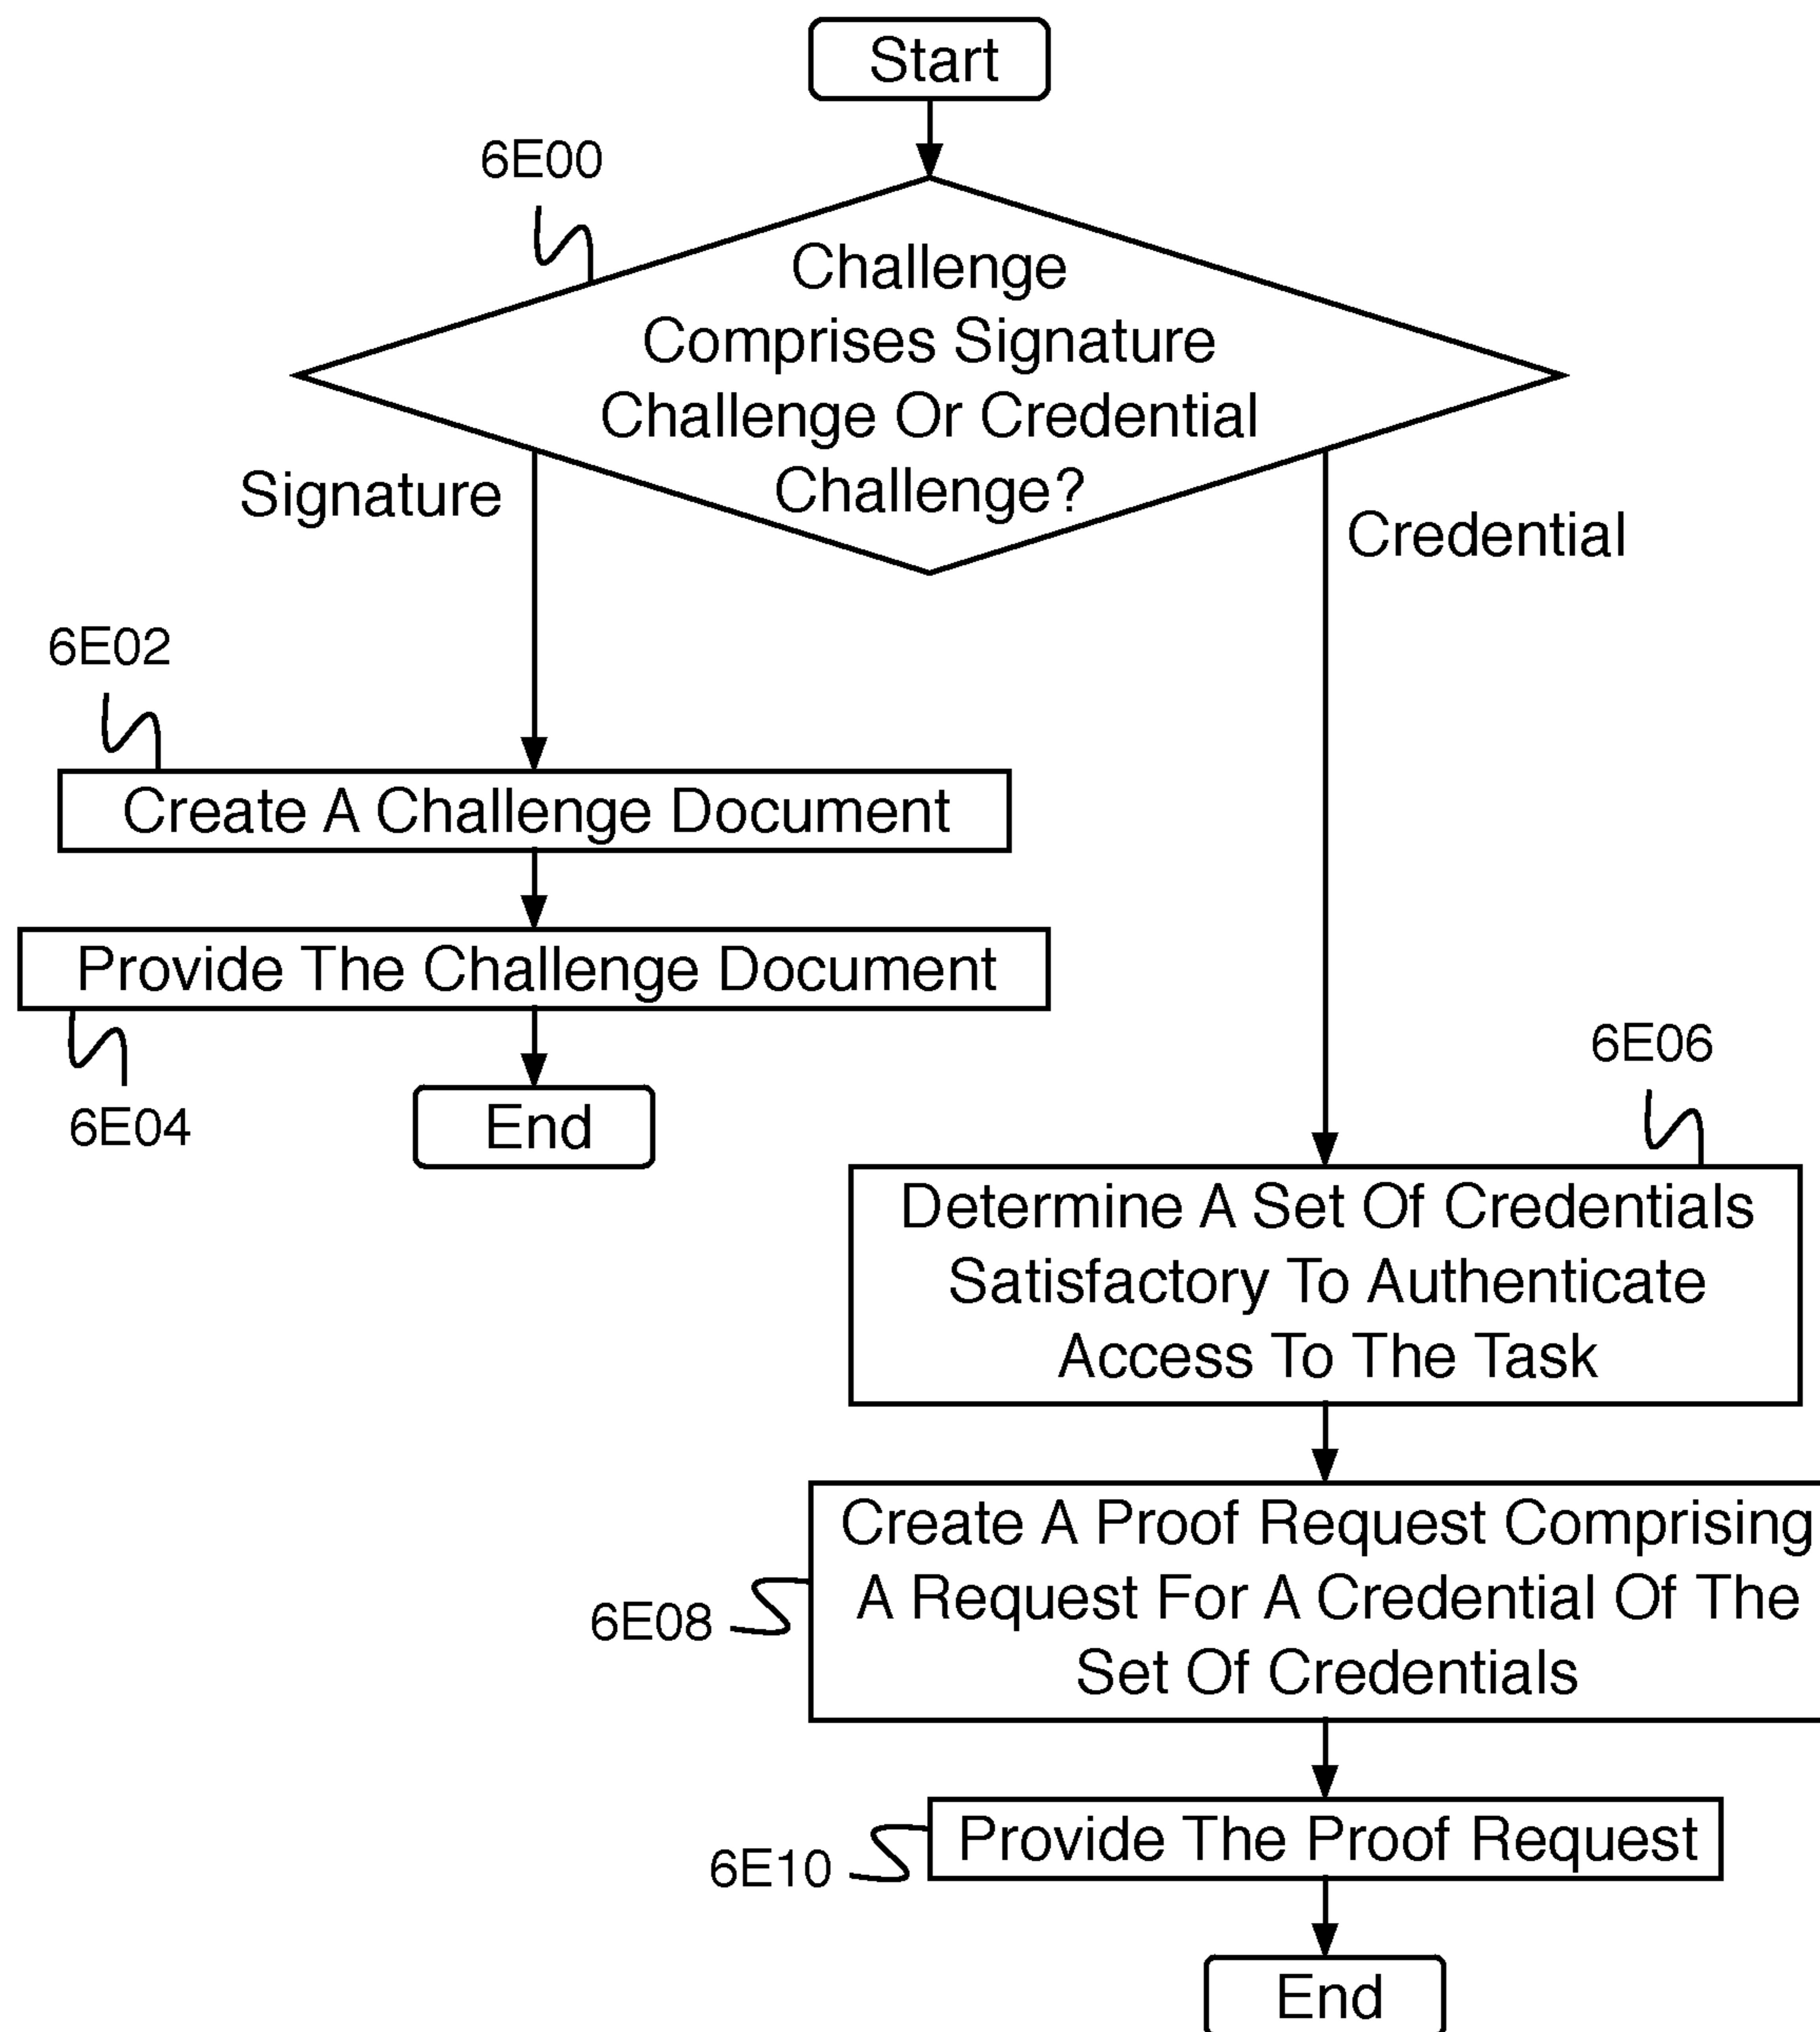 Start
6E00
Challenge
Comprises Signature
Challenge Or Credential
Challenge?
Signature
Credential
6E02
Create A Challenge Document
Provide The Challenge Document
6E04
End
6E06
Determine A Set Of Credentials
Satisfactory To Authenticate
Access To The Task
Create A Proof Request Comprising
A Request For A Credential Of The
Set Of Credentials
6E08
Provide The Proof Request
6E10
End